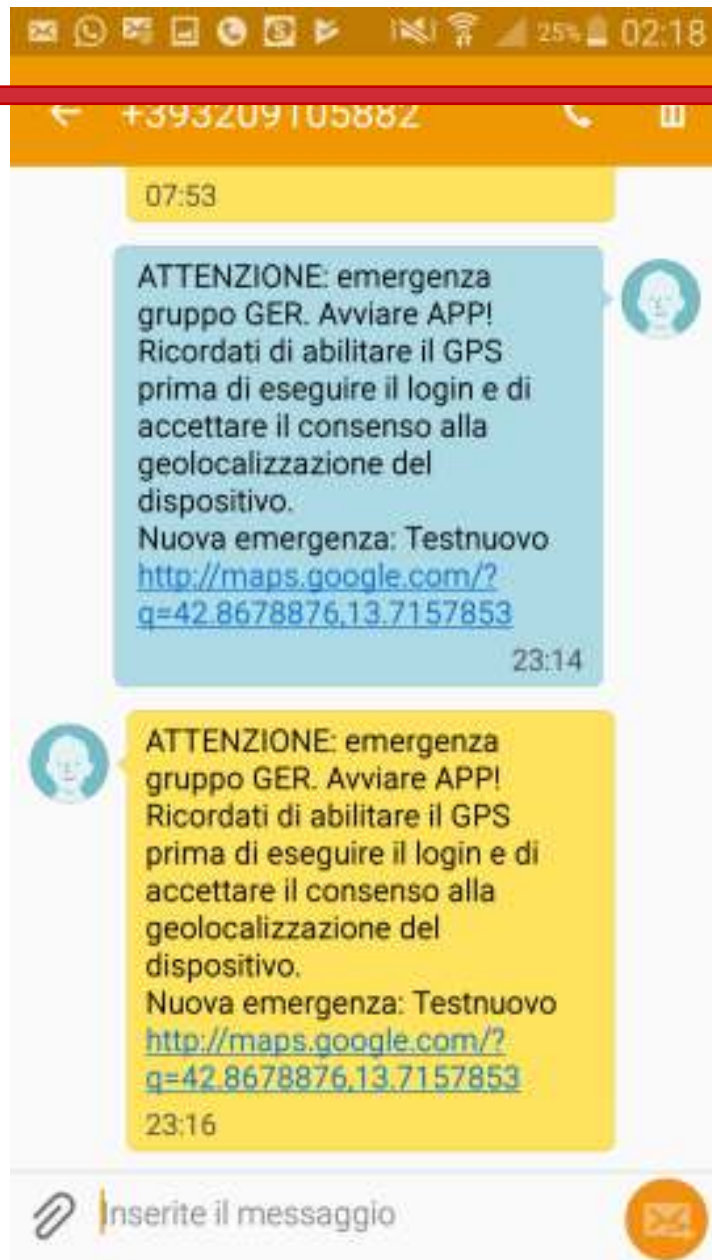 25% 02:18
+393209105882
07:53
ATTENZIONE: emergenza
gruppo GER. Avviare APP!
Ricordati di abilitare il GPS
prima di eseguire il login e di
accettare il consenso alla
geolocalizzazione del
dispositivo.
Nuova emergenza: Testnuovo
http://maps.google.com/?
q=42.8678876,13.7157853
23:14
ATTENZIONE: emergenza
gruppo GER. Avviare APP!
Ricordati di abilitare il GPS
prima di eseguire il login e di
accettare il consenso alla
geolocalizzazione del
dispositivo.
Nuova emergenza: Testnuovo
http://maps.google.com/?
q=42.8678876,13.7157853
23:16
Inserite il messaggio